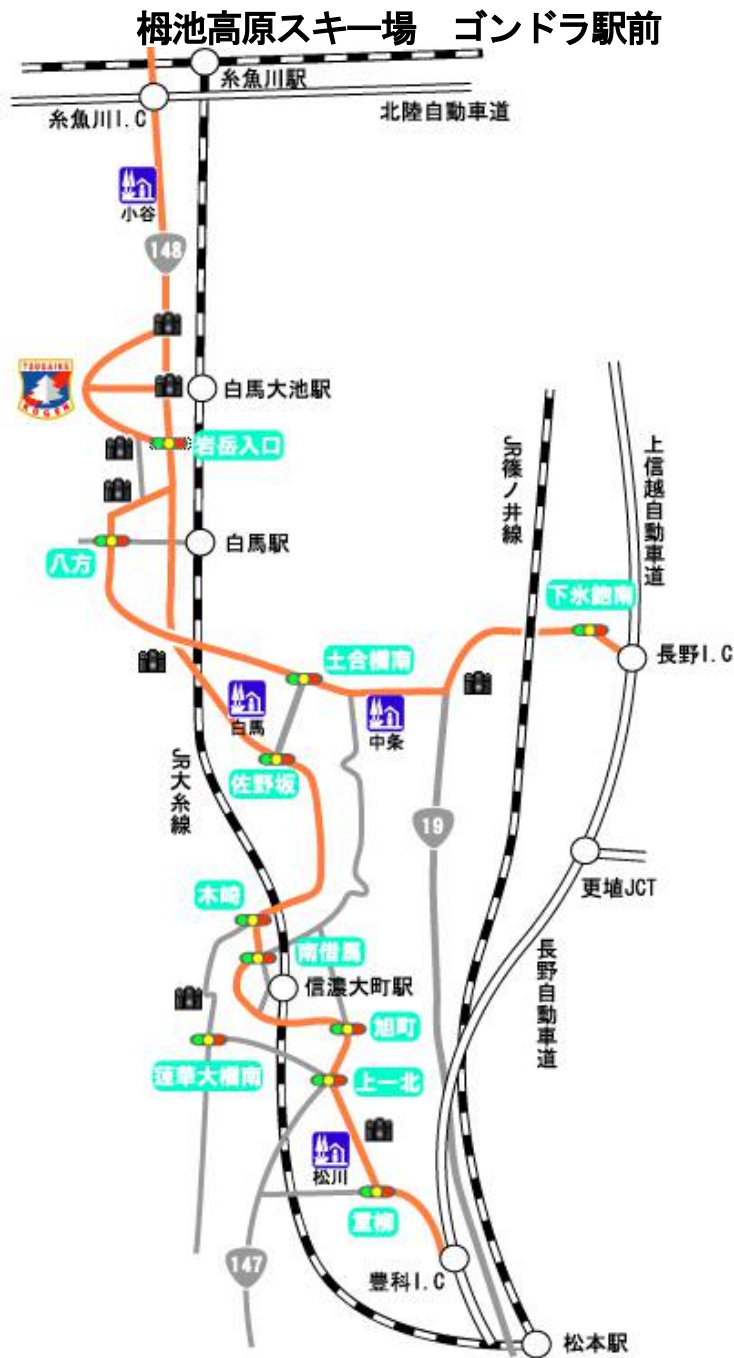 栂池高原スキー場　ゴンドラ駅前
糸魚川駅
糸魚川I.C
北陸自動車道
小谷
148
TSUGAIKE
KOGEN
白馬大池駅
岩岳入口
白馬駅
八方
JR篠ノ井線
上信越自動車道
下氷鉋南
長野I.C
土合橋南
白馬
中条
佐野坂
JR大糸線
19
更埴JCT
木崎
南借馬
信濃大町駅
長野自動車道
旭町
蓮華大橋南
上一北
松川
重柳
147
豊科I.C
松本駅